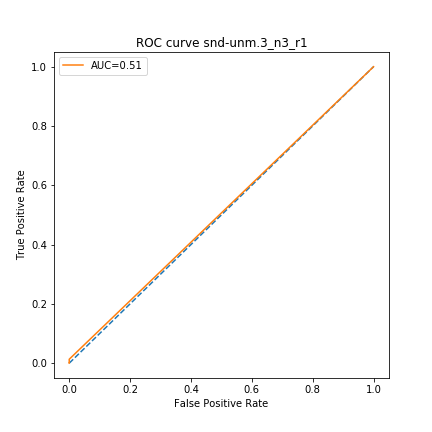 ROC curve snd-unm.3_n3_r1
AUC=0.51
True Positive Rate
1.0
0.8
0.6
0.4
0.2
0.0
0.0 0.2 0.4 0.6 0.8 1.0
False Positive Rate